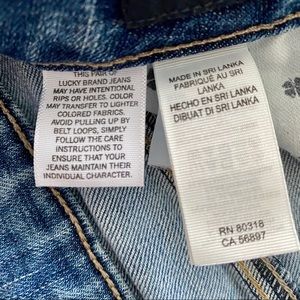 THIS PAIR OF
LUCKY BRAND JEANS
MAY HAVE INTENTIONAL
RIPS OR HOLES. COLOR
MAY TRANSFER TO LIGHTER
COLORED FABRICS.
AVOID PULLING UP BY
BELT LOOPS, SIMPLY
FOLLOW THE CARE
INSTRUCTIONS TO
ENSURE THAT YOUR
JEANS MAINTAIN THEIR
INDIVIDUAL CHARACTER.
MADE IN SRI LANKA
FABRIQUÉ AU SRI
LANKA
HECHO EN SRI LANKA
DIBUAT DI SRI LANKA
RN 80318
CA 56897